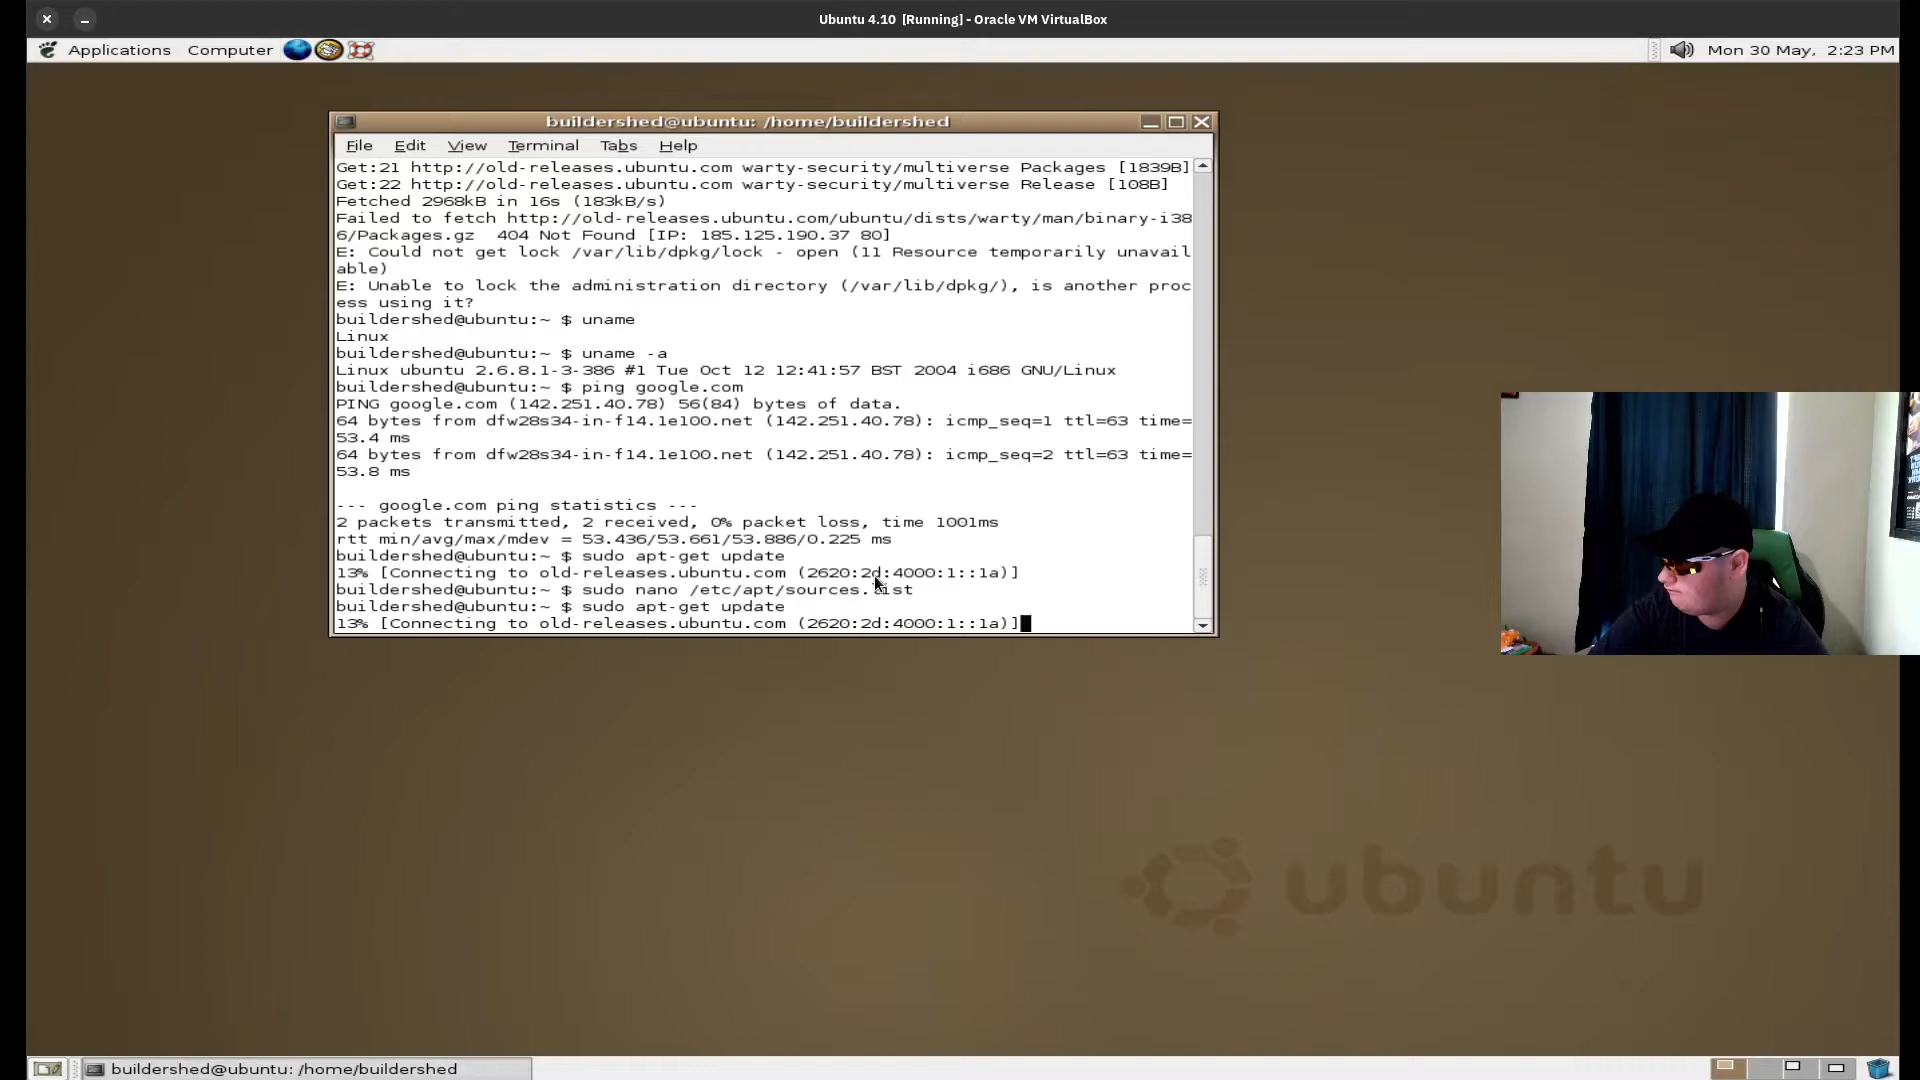 Ubuntu 4.10 [Running] - Oracle VM VirtualBox
Applications Computer Mon 30 May, 2:23 PM
buildershed@ubuntu: /home/buildershed
File Edit View Terminal Tabs Help
Get:21 http://old-releases.ubuntu.com warty-security/multiverse Packages [1839B]
Get:22 http://old-releases.ubuntu.com warty-security/multiverse Release [108B]
Fetched 2968kB in 16s (183kB/s)
Failed to fetch http://old-releases.ubuntu.com/ubuntu/dists/warty/man/binary-i38
6/Packages.gz  404 Not Found [IP: 185.125.190.37 80]
E: Could not get lock /var/lib/dpkg/lock - open (11 Resource temporarily unavail
able)
E: Unable to lock the administration directory (/var/lib/dpkg/), is another proc
ess using it?
buildershed@ubuntu:~ $ uname
Linux
buildershed@ubuntu:~ $ uname -a
Linux ubuntu 2.6.8.1-3-386 #1 Tue Oct 12 12:41:57 BST 2004 i686 GNU/Linux
buildershed@ubuntu:~ $ ping google.com
PING google.com (142.251.40.78) 56(84) bytes of data.
64 bytes from dfw28s34-in-f14.1e100.net (142.251.40.78): icmp_seq=1 ttl=63 time=
53.4 ms
64 bytes from dfw28s34-in-f14.1e100.net (142.251.40.78): icmp_seq=2 ttl=63 time=
53.8 ms
--- google.com ping statistics ---
2 packets transmitted, 2 received, 0% packet loss, time 1001ms
rtt min/avg/max/mdev = 53.436/53.661/53.886/0.225 ms
buildershed@ubuntu:~ $ sudo apt-get update
13% [Connecting to old-releases.ubuntu.com (2620:2d:4000:1::1a)]
buildershed@ubuntu:~ $ sudo nano /etc/apt/sources.list
buildershed@ubuntu:~ $ sudo apt-get update
13% [Connecting to old-releases.ubuntu.com (2620:2d:4000:1::1a)]
ubuntu
buildershed@ubuntu: /home/buildershed